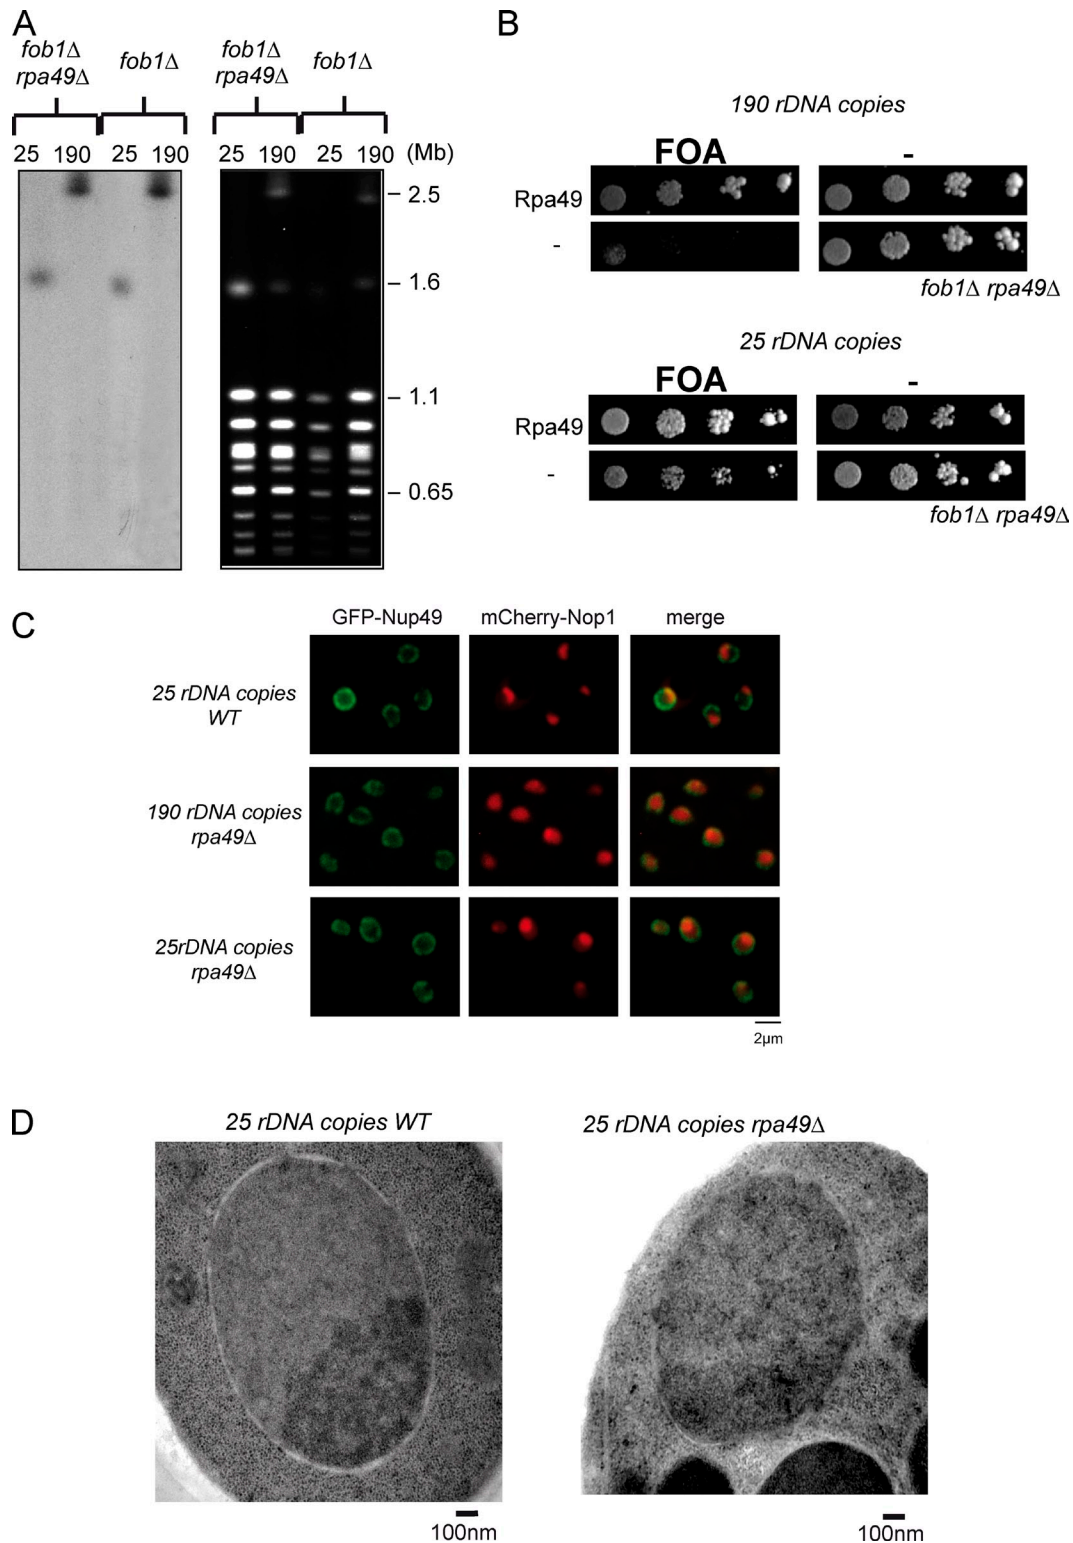 A
fob1Δ
rpa49Δ
fob1Δ
fob1Δ
rpa49Δ
fob1Δ
25 190 25 190
25 190 25 190 (Mb)
– 2.5
– 1.6
– 1.1
– 0.65
B
190 rDNA copies
FOA -
Rpa49
-
fob1Δ rpa49Δ
25 rDNA copies
FOA -
Rpa49
-
fob1Δ rpa49Δ
C
GFP-Nup49 mCherry-Nop1 merge
25 rDNA copies
WT
190 rDNA copies
rpa49Δ
25rDNA copies
rpa49Δ
2µm
D
25 rDNA copies WT
25 rDNA copies rpa49Δ
100nm
100nm